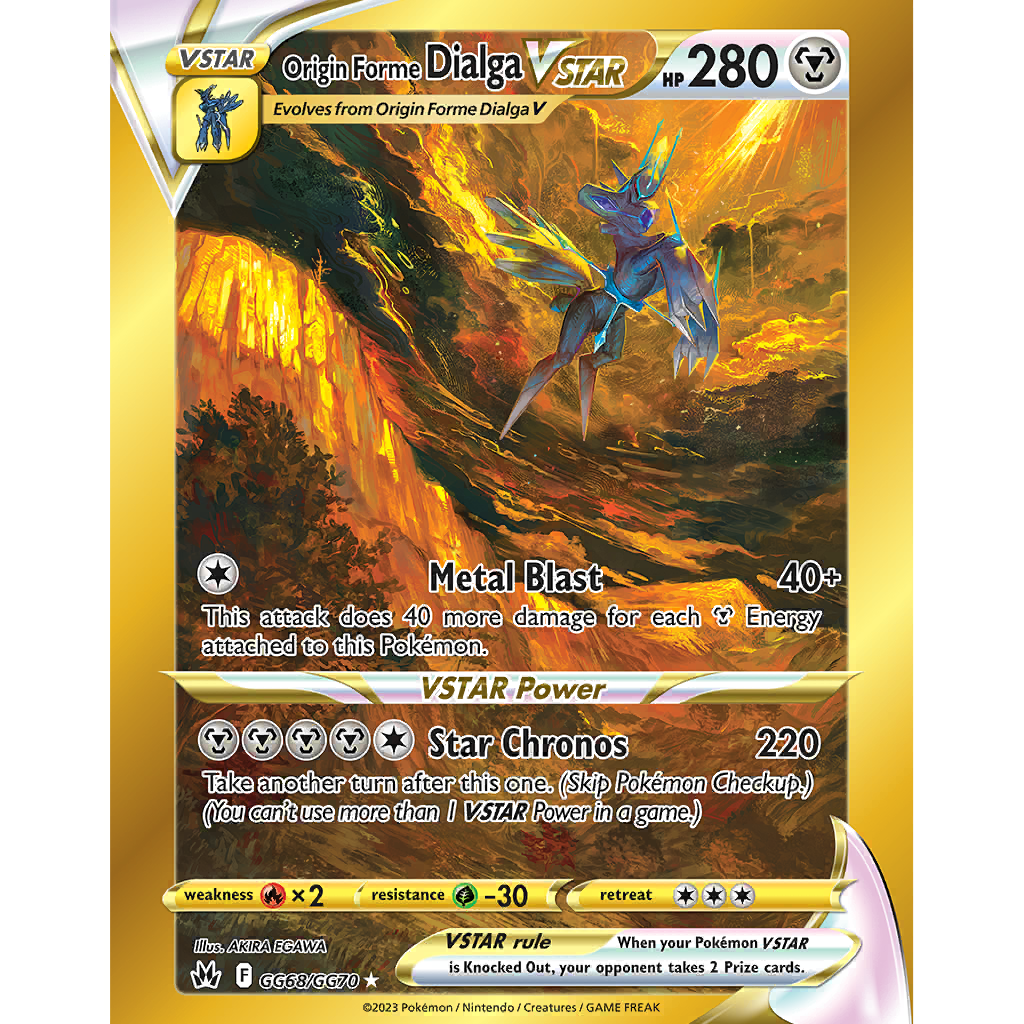 VSTAR
Origin Forme Dialga VSTAR HP 280
Evolves from Origin Forme Dialga V
Metal Blast 40+
This attack does 40 more damage for each Energy
attached to this Pokémon.
VSTAR Power
Star Chronos 220
Take another turn after this one. (Skip Pokémon Checkup.)
(You can't use more than 1 VSTAR Power in a game.)
weakness ×2 resistance -30 retreat
Illus. AKIRA EGAWA
VSTAR rule When your Pokémon VSTAR
is Knocked Out, your opponent takes 2 Prize cards.
F GG68/GG70
©2023 Pokémon / Nintendo / Creatures / GAME FREAK